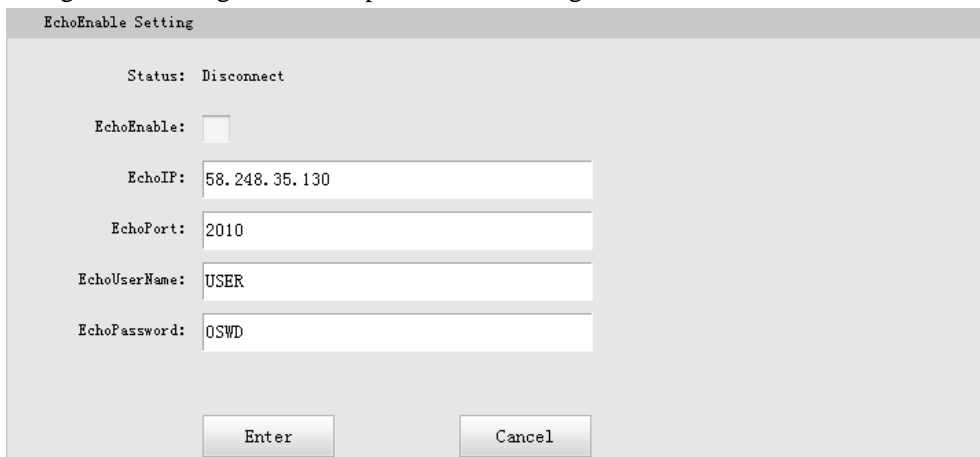 EchoEnable Setting
Status: Disconnect
EchoEnable:
EchoIP: 58.248.35.130
EchoPort: 2010
EchoUserName: USER
EchoPassword: OSWD
Enter Cancel